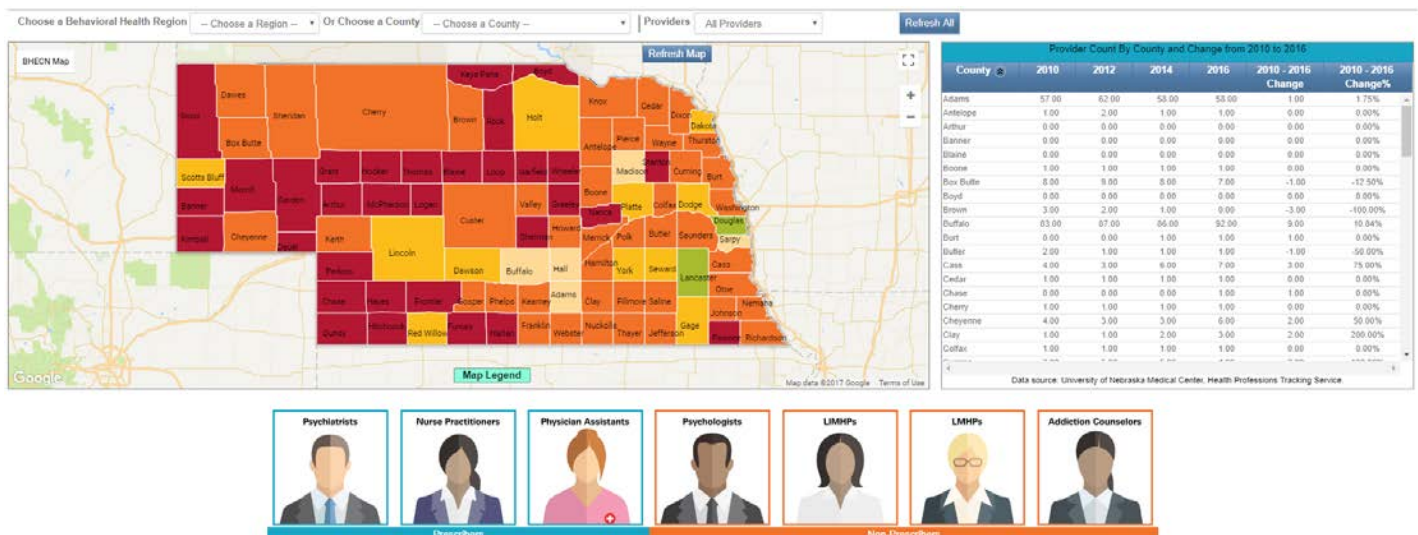 Choose a Behavioral Health Region -- Choose a Region -- Or Choose a County -- Choose a County -- Providers All Providers Refresh All
BHECN Map
Refresh Map
Keya Paha Boyd
Dawes Sheridan Cherry Brown Rock Holt Knox Cedar Dixon Dakota
Box Butte Antelope Pierce Wayne Thurston
Scotts Bluff Grant Hooker Thomas Blaine Loup Garfield Wheeler Madison Stanton Cuming Burt
Banner Morrill Garden Arthur McPherson Logan Custer Valley Greeley Boone Nance Platte Colfax Dodge Washington
Kimball Cheyenne Deuel Keith Lincoln Sherman Howard Merrick Polk Butler Saunders Douglas Sarpy
Perkins Dawson Buffalo Hall Hamilton York Seward Lancaster Cass
Otoe
Chase Hayes Frontier Gosper Phelps Kearney Adams Clay Fillmore Saline Johnson Nemaha
Dundy Hitchcock Red Willow Furnas Harlan Franklin Webster Nuckolls Thayer Jefferson Gage Pawnee Richardson
Google
Map Legend
Map data ©2017 Google Terms of Use
Provider Count By County and Change from 2010 to 2016
County 2010 2012 2014 2016 2010 - 2016 Change 2010 - 2016 Change%
Adams 57.00 62.00 58.00 58.00 1.00 1.75%
Antelope 1.00 2.00 1.00 1.00 0.00 0.00%
Arthur 0.00 0.00 0.00 0.00 0.00 0.00%
Banner 0.00 0.00 0.00 0.00 0.00 0.00%
Blaine 0.00 0.00 0.00 0.00 0.00 0.00%
Boone 1.00 1.00 1.00 1.00 0.00 0.00%
Box Butte 8.00 9.00 8.00 7.00 -1.00 -12.50%
Boyd 0.00 0.00 0.00 0.00 0.00 0.00%
Brown 3.00 2.00 1.00 0.00 -3.00 -100.00%
Buffalo 83.00 87.00 86.00 92.00 9.00 10.84%
Burt 0.00 0.00 1.00 1.00 1.00 0.00%
Butler 2.00 1.00 1.00 1.00 -1.00 -50.00%
Cass 4.00 3.00 6.00 7.00 3.00 75.00%
Cedar 1.00 1.00 1.00 1.00 0.00 0.00%
Chase 0.00 0.00 0.00 1.00 1.00 0.00%
Cherry 1.00 1.00 1.00 1.00 0.00 0.00%
Cheyenne 4.00 3.00 3.00 6.00 2.00 50.00%
Clay 1.00 1.00 2.00 3.00 2.00 200.00%
Colfax 1.00 1.00 1.00 1.00 0.00 0.00%
Data source: University of Nebraska Medical Center, Health Professions Tracking Service.
Psychiatrists Nurse Practitioners Physician Assistants Psychologists LIMHPs LMHPs Addiction Counselors
Prescribers Non-Prescribers